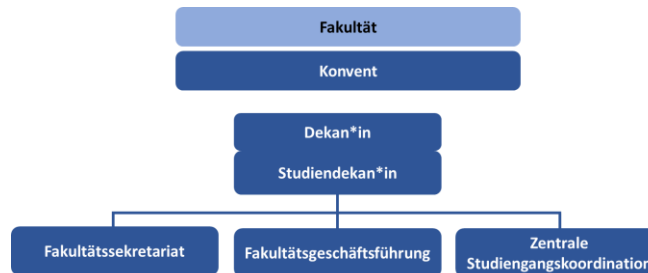 Fakultät
Konvent
Dekan*in
Studiendekan*in
Fakultätssekretariat
Fakultätsgeschäftsführung
Zentrale
Studiengangskoordination